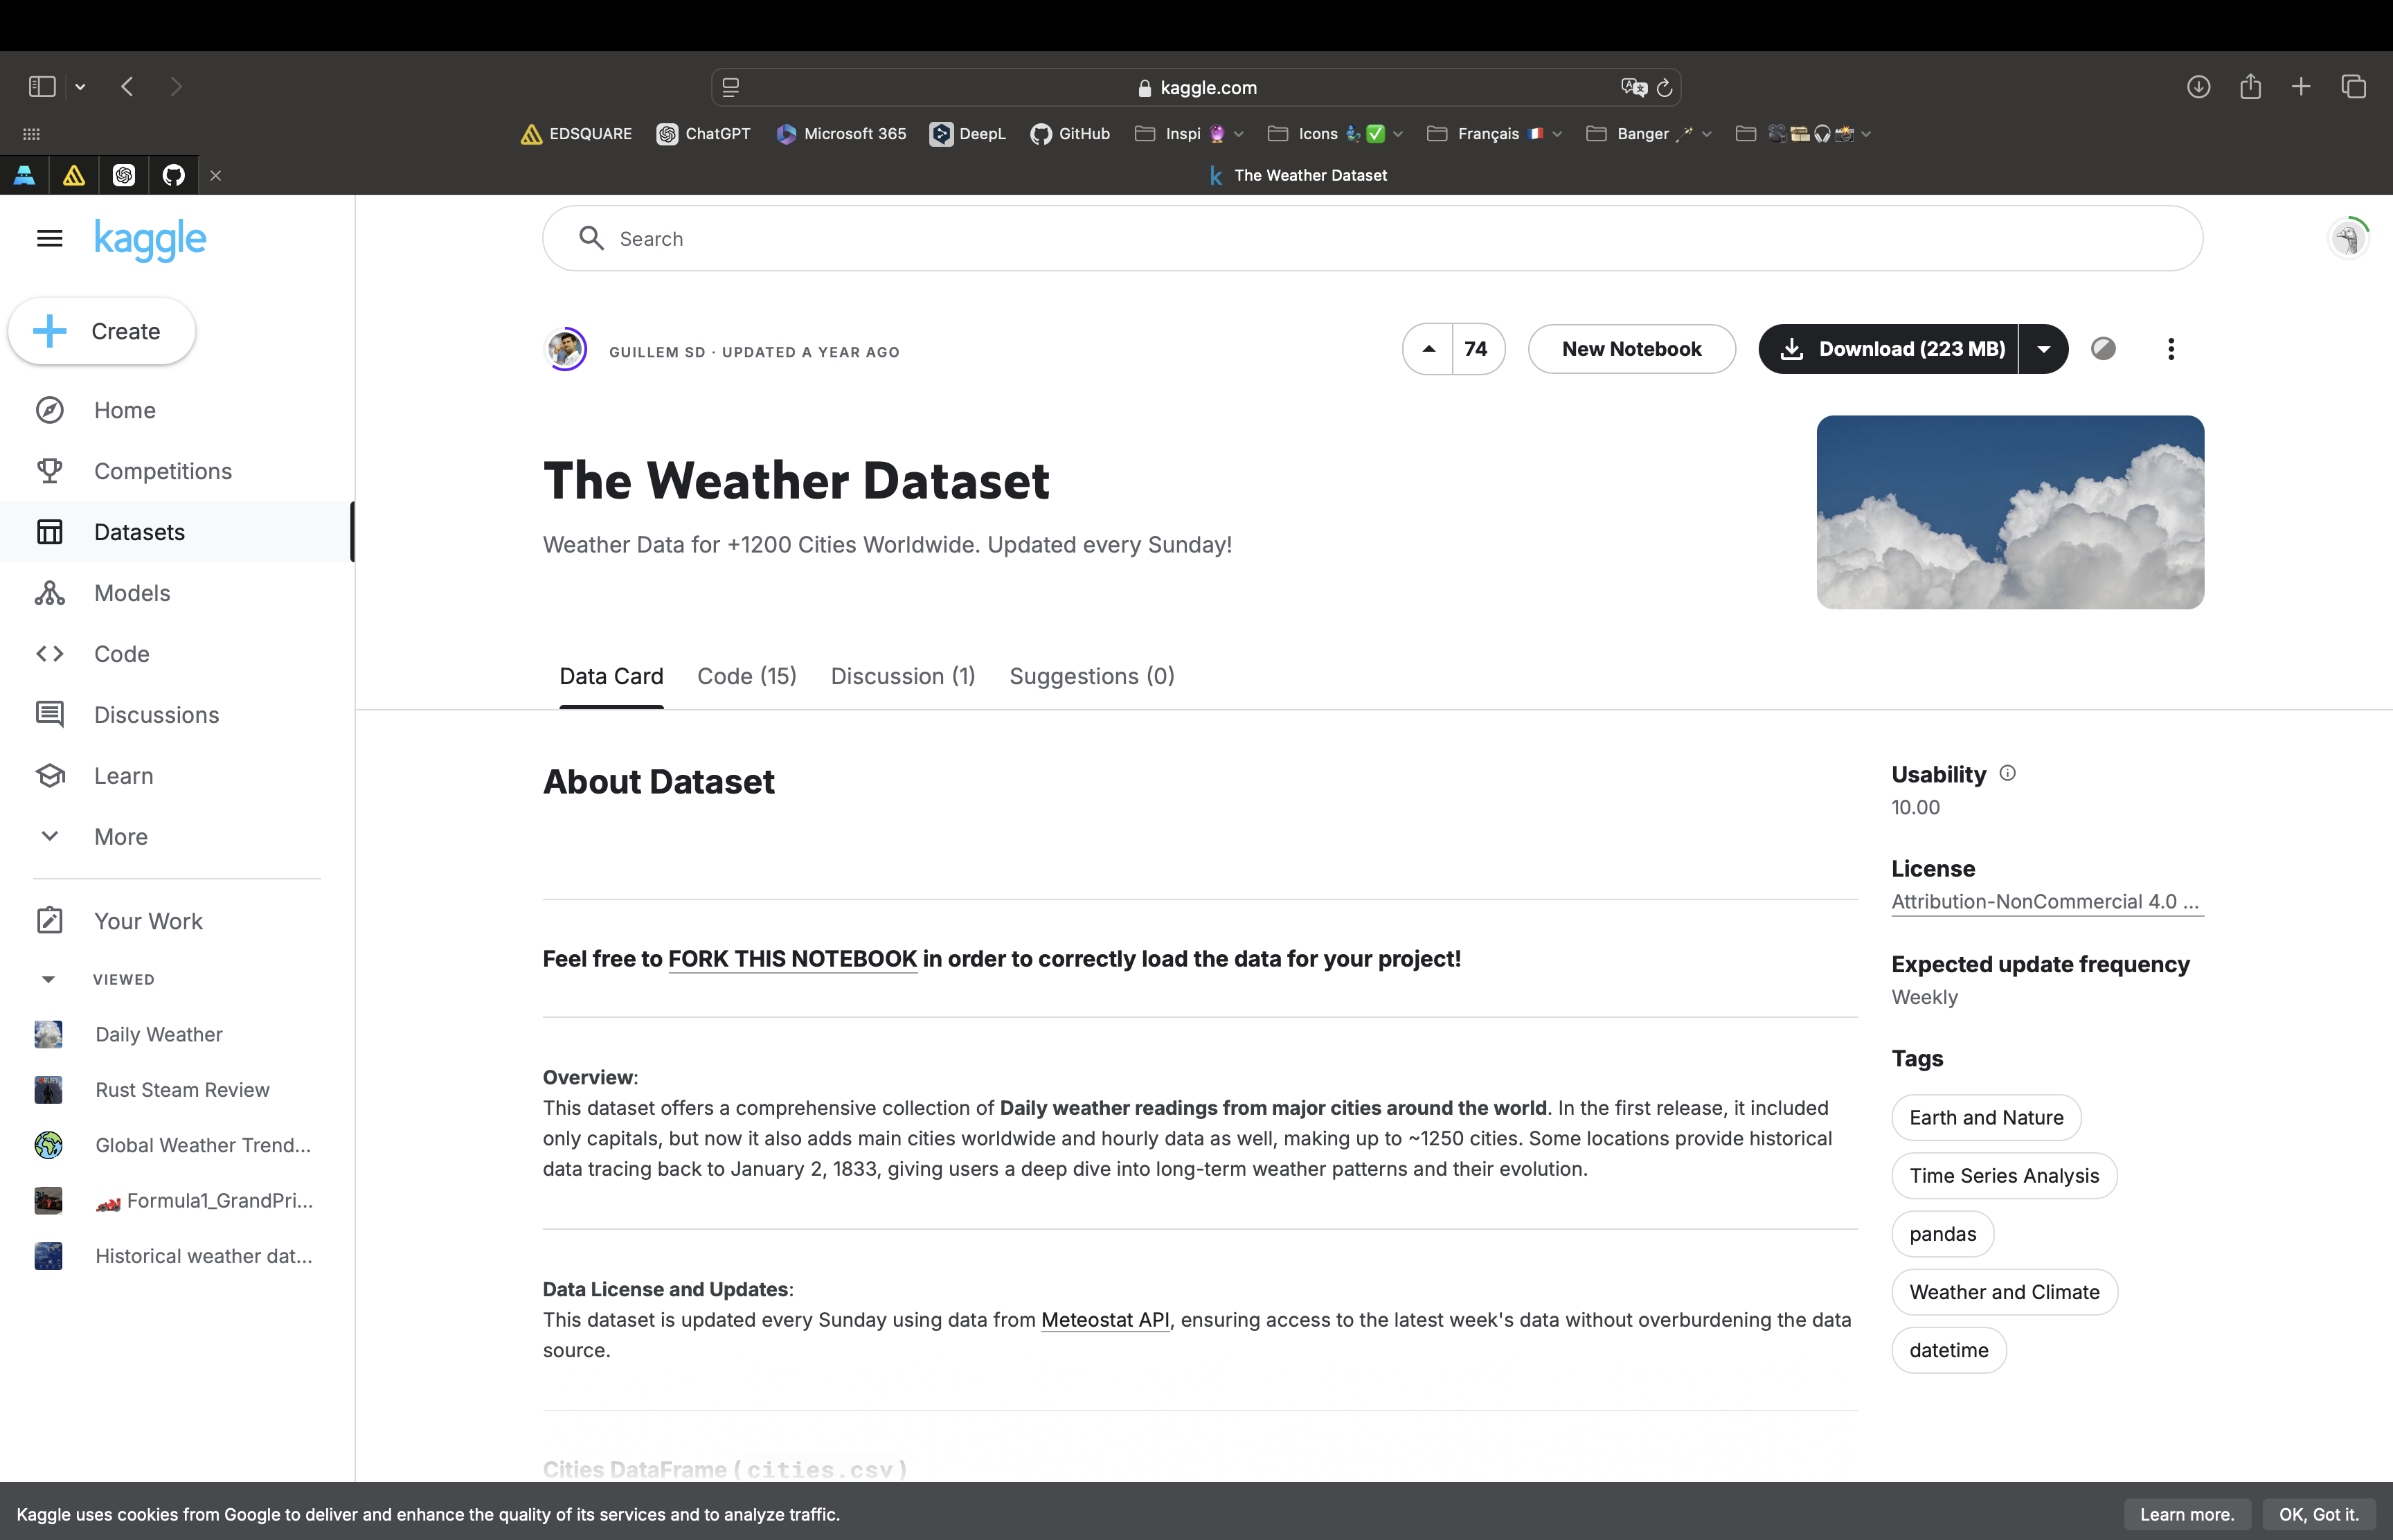 kaggle.com
EDSQUARE ChatGPT Microsoft 365 DeepL GitHub Inspi 🔮 Icons 🧞‍♂️✅ Français 🇫🇷 Banger
The Weather Dataset
kaggle
Search
Create
Home
Competitions
Datasets
Models
Code
Discussions
Learn
More
Your Work
VIEWED
Daily Weather
Rust Steam Review
Global Weather Trend...
🏎️ Formula1_GrandPri...
Historical weather dat...
GUILLEM SD · UPDATED A YEAR AGO
74
New Notebook
Download (223 MB)
The Weather Dataset
Weather Data for +1200 Cities Worldwide. Updated every Sunday!
Data Card Code (15) Discussion (1) Suggestions (0)
About Dataset
Feel free to FORK THIS NOTEBOOK in order to correctly load the data for your project!
Overview:
This dataset offers a comprehensive collection of Daily weather readings from major cities around the world. In the first release, it included
only capitals, but now it also adds main cities worldwide and hourly data as well, making up to ~1250 cities. Some locations provide historical
data tracing back to January 2, 1833, giving users a deep dive into long-term weather patterns and their evolution.
Data License and Updates:
This dataset is updated every Sunday using data from Meteostat API, ensuring access to the latest week's data without overburdening the data
source.
Cities DataFrame (cities.csv)
Usability
10.00
License
Attribution-NonCommercial 4.0 ...
Expected update frequency
Weekly
Tags
Earth and Nature
Time Series Analysis
pandas
Weather and Climate
datetime
Kaggle uses cookies from Google to deliver and enhance the quality of its services and to analyze traffic.
Learn more. OK, Got it.